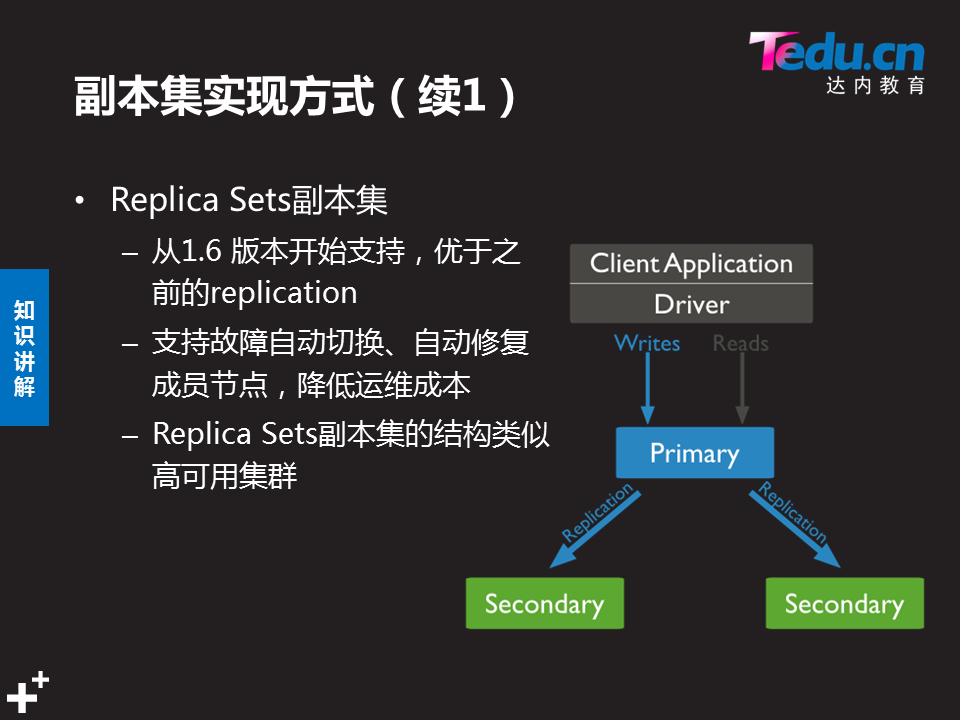 Tedu.cn
达内教育
副本集实现方式（续1）
• Replica Sets副本集
– 从1.6 版本开始支持，优于之
前的replication
– 支持故障自动切换、自动修复
成员节点，降低运维成本
– Replica Sets副本集的结构类似
高可用集群
知
识
讲
解
Client Application
Driver
Writes Reads
Primary
Replication Replication
Secondary Secondary